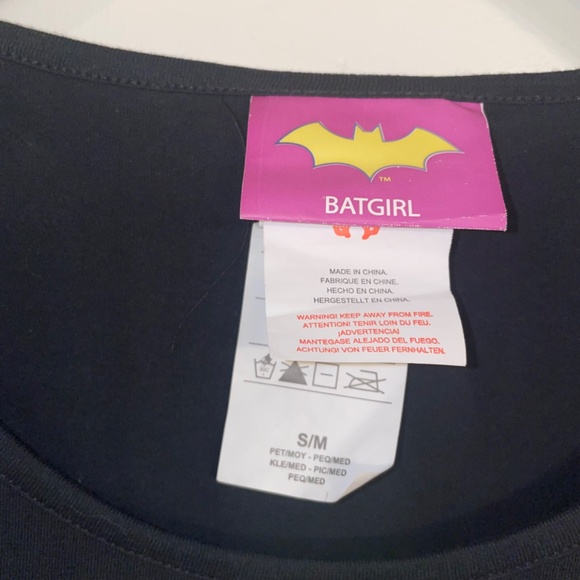 ™
BATGIRL
MADE IN CHINA.
FABRIQUE EN CHINE.
HECHO EN CHINA.
HERGESTELLT EN CHINA.
WARNING! KEEP AWAY FROM FIRE.
ATTENTION! TENIR LOIN DU FEU.
¡ADVERTENCIA!
MANTEGASE ALEJADO DEL FUEGO.
ACHTUNG! VON FEUER FERNHALTEN.
S/M
PET/MOY - PEQ/MED
KLE/MED - PIC/MED
PEQ/MED